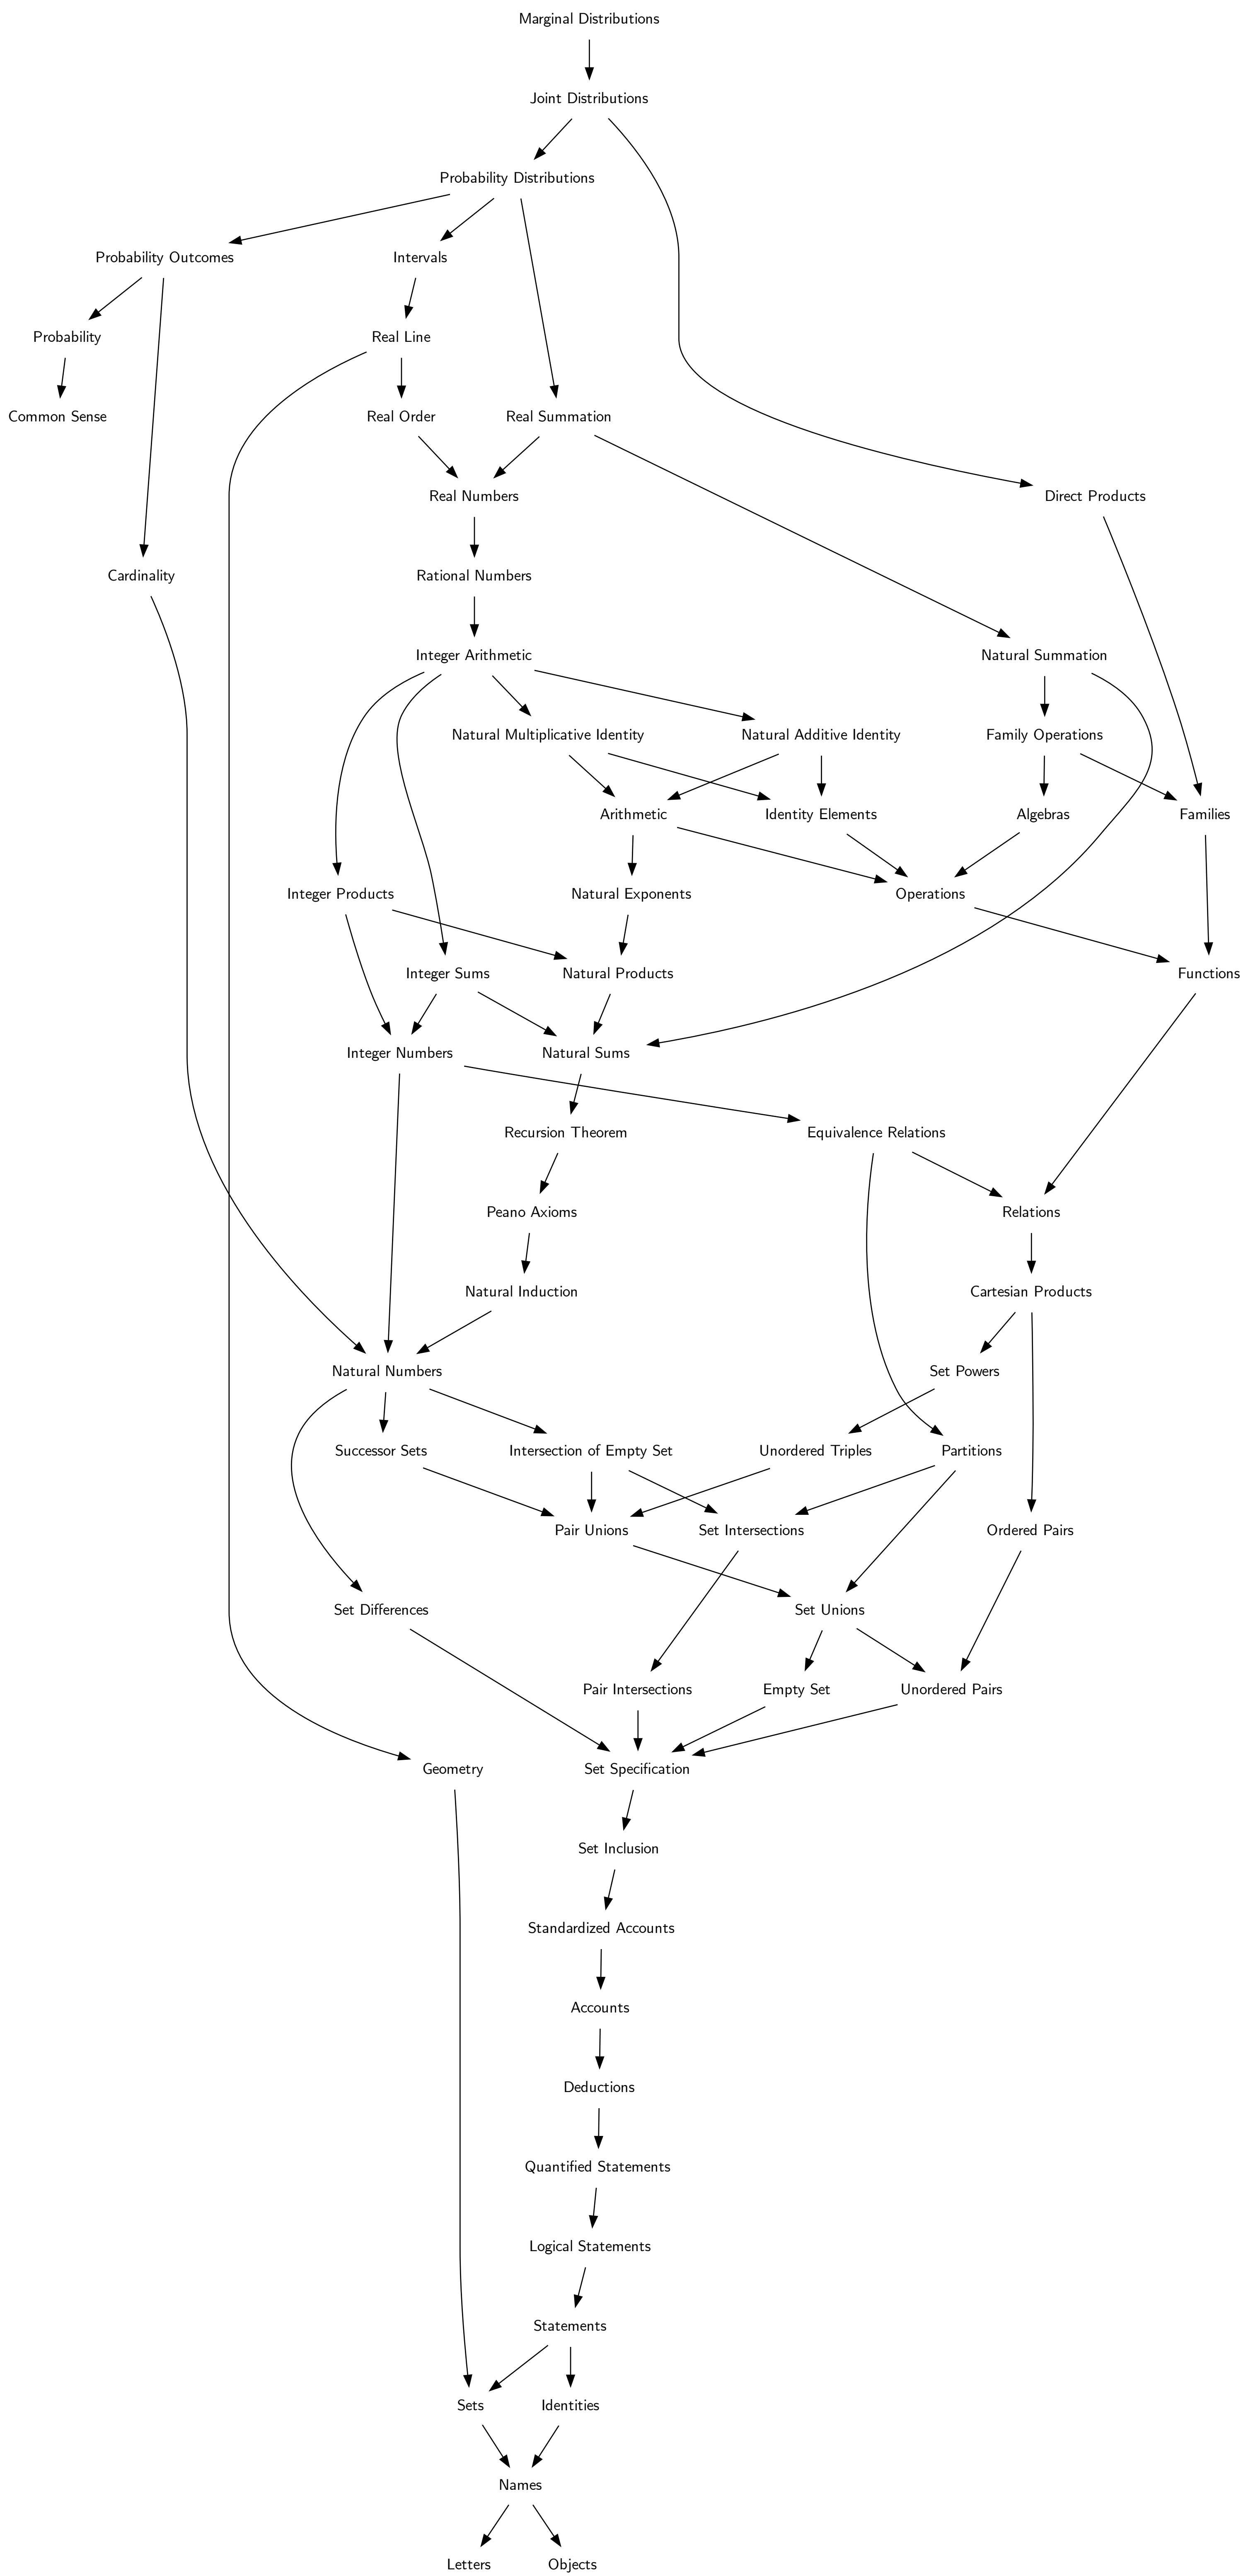 Marginal Distributions
Joint Distributions
Probability Distributions
Probability Outcomes
Intervals
Probability
Real Line
Common Sense
Real Order
Real Summation
Real Numbers
Direct Products
Cardinality
Rational Numbers
Integer Arithmetic
Natural Summation
Natural Multiplicative Identity
Natural Additive Identity
Family Operations
Arithmetic
Identity Elements
Algebras
Families
Integer Products
Natural Exponents
Operations
Integer Sums
Natural Products
Functions
Integer Numbers
Natural Sums
Recursion Theorem
Equivalence Relations
Peano Axioms
Relations
Natural Induction
Cartesian Products
Natural Numbers
Set Powers
Successor Sets
Intersection of Empty Set
Unordered Triples
Partitions
Pair Unions
Set Intersections
Ordered Pairs
Set Differences
Set Unions
Pair Intersections
Empty Set
Unordered Pairs
Geometry
Set Specification
Set Inclusion
Standardized Accounts
Accounts
Deductions
Quantified Statements
Logical Statements
Statements
Sets
Identities
Names
Letters
Objects